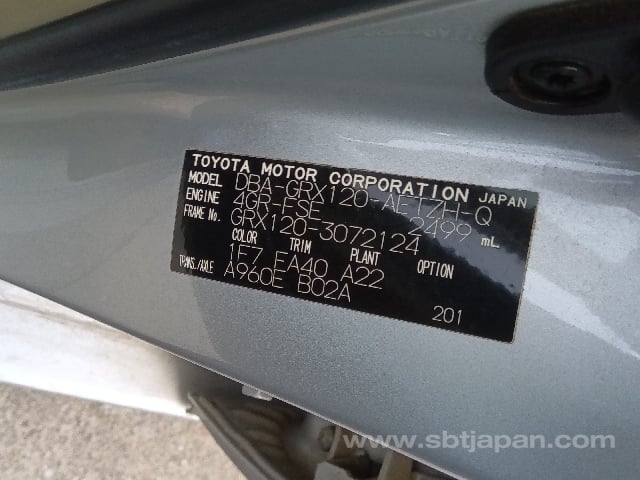 TOYOTA MOTOR CORPORATION JAPAN
MODEL DBA-GRX120-AETZH-Q
ENGINE 4GR-FSE 2499 mL
FRAME No. GRX120-3072124
COLOR TRIM PLANT OPTION
1F7 EA40 A22
TRANS./AXLE A960E B02A
201
www.sbtjapan.com